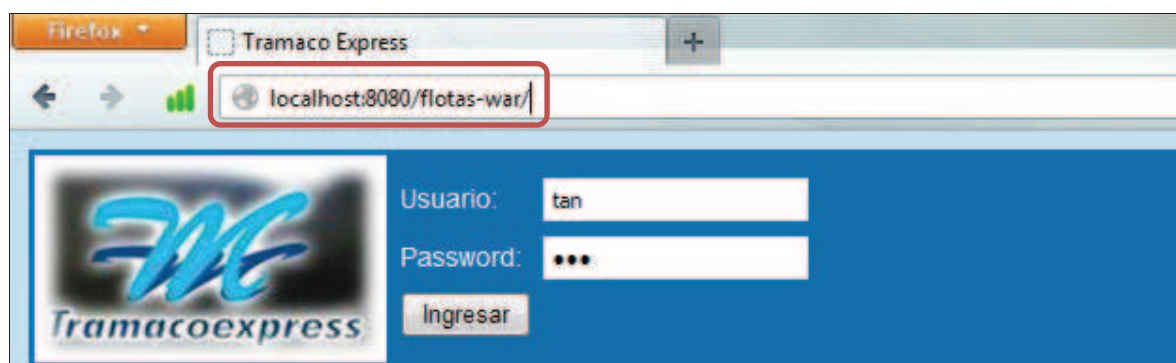 Firefox
Tramaco Express
localhost:8080/flotas-war/
Usuario: tan
Password: •••
Ingresar
Tramacoexpress